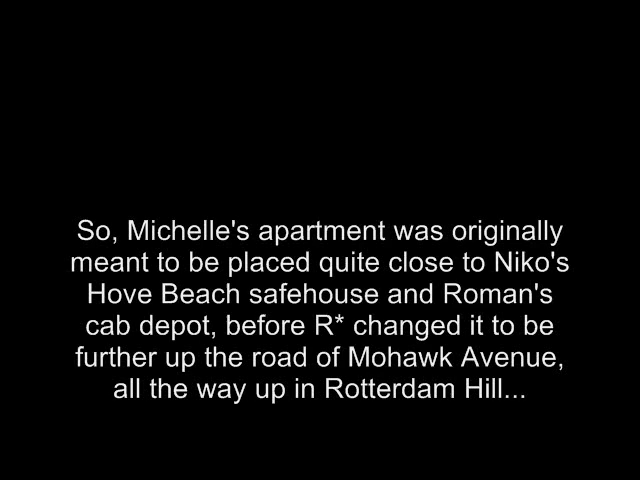 So, Michelle's apartment was originally
meant to be placed quite close to Niko's
Hove Beach safehouse and Roman's
cab depot, before R* changed it to be
further up the road of Mohawk Avenue,
all the way up in Rotterdam Hill...